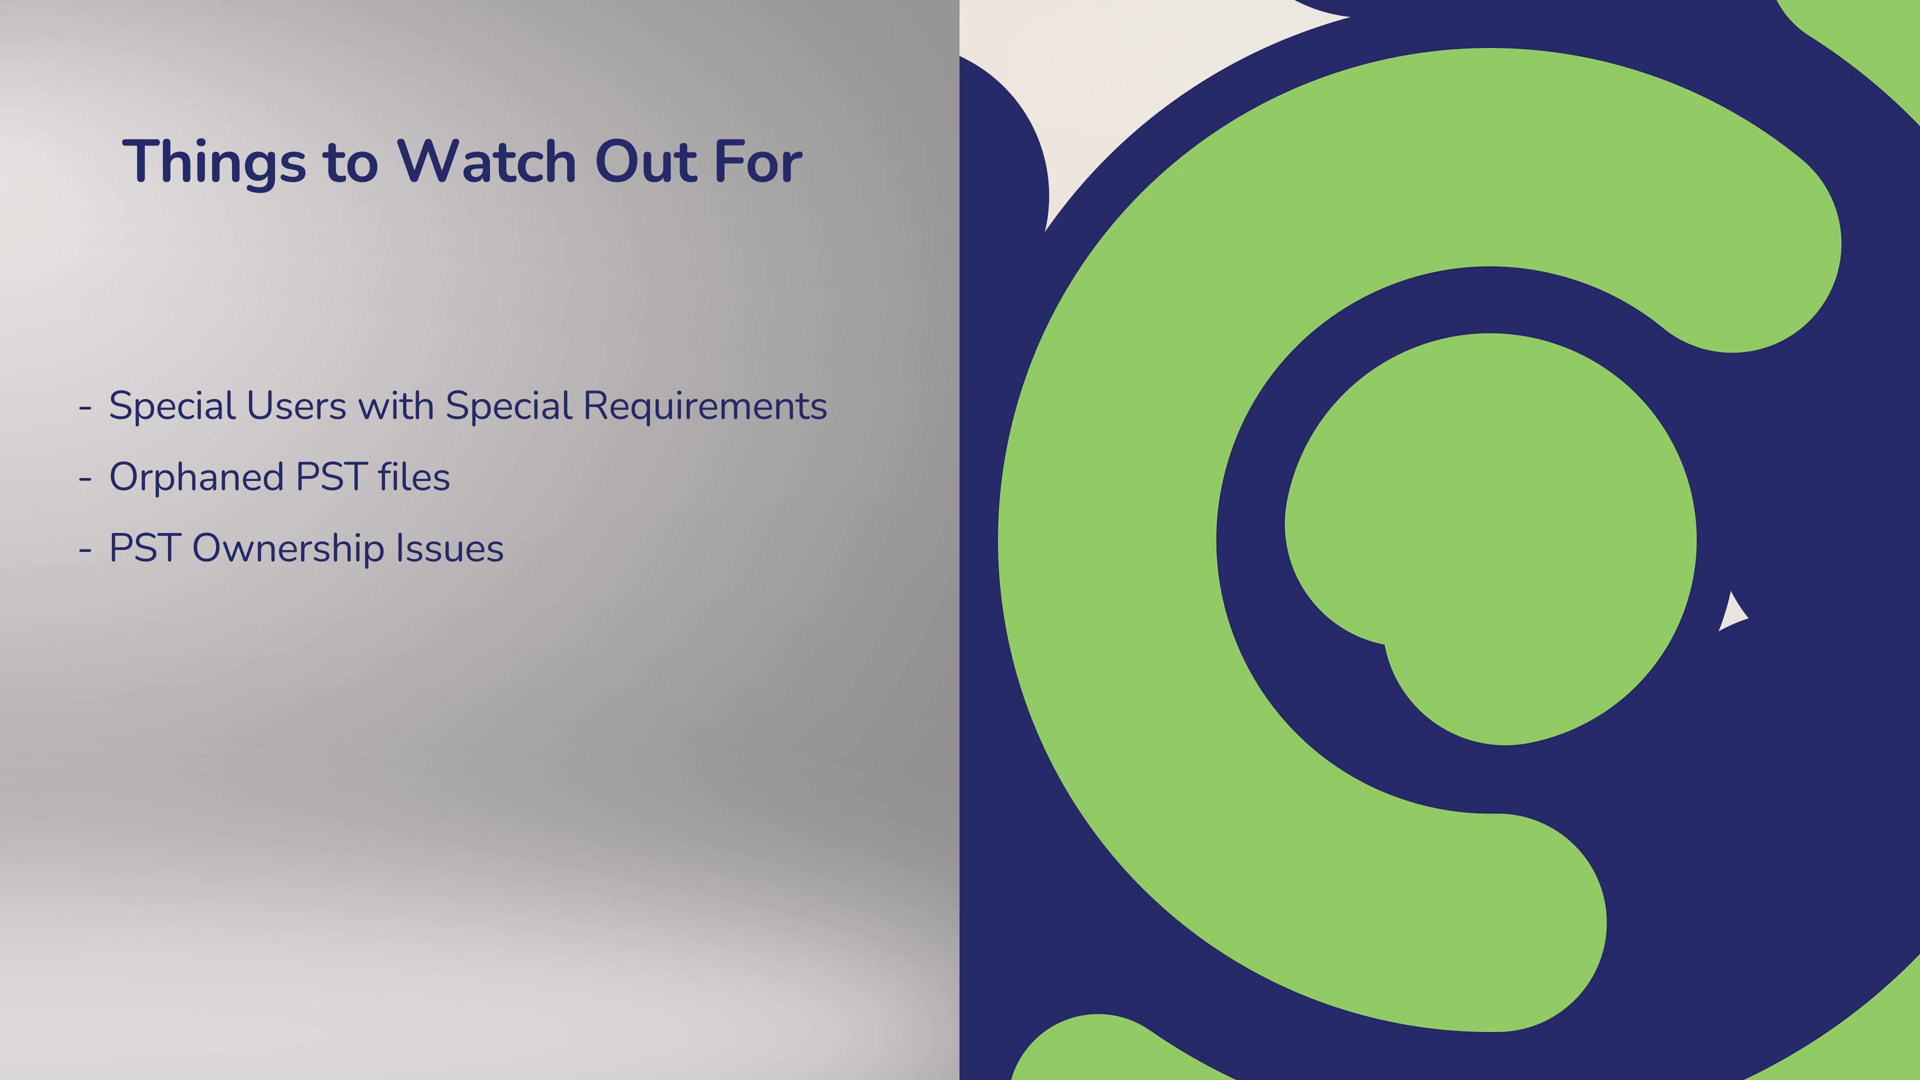 Things to Watch Out For
- Special Users with Special Requirements
- Orphaned PST files
- PST Ownership Issues